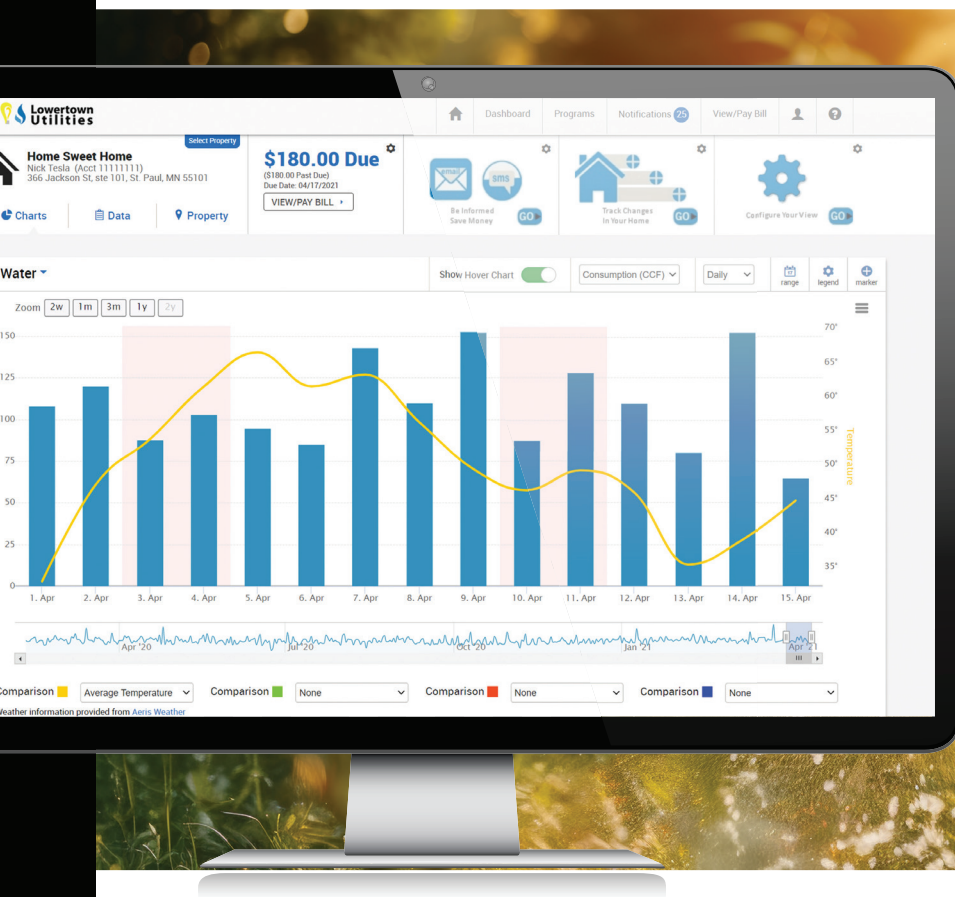 Lowertown
Utilities
Dashboard
Programs
Notifications 25
View/Pay Bill
?
Select Property
Home Sweet Home
Nick Tesla (Acct 11111111)
366 Jackson St, ste 101, St. Paul, MN 55101
Charts
Data
Property
$180.00 Due
($180.00 Past Due)
Due Date: 04/17/2021
VIEW/PAY BILL
email
sms
Be Informed
Save Money
GO
Track Changes
In Your Home
GO
Configure Your View
GO
Water
Show Hover Chart
Consumption (CCF)
Daily
range
legend
marker
Zoom 2w 1m 3m 1y 2y
150
125
100
75
50
25
0
70°
65°
60°
55°
50°
45°
40°
35°
Temperature
1. Apr 2. Apr 3. Apr 4. Apr 5. Apr 6. Apr 7. Apr 8. Apr 9. Apr 10. Apr 11. Apr 12. Apr 13. Apr 14. Apr 15. Apr
Apr '20 Jul '20 Oct '20 Jan '21 Apr '21
Comparison Average Temperature Comparison None Comparison None Comparison None
Weather information provided from Aeris Weather